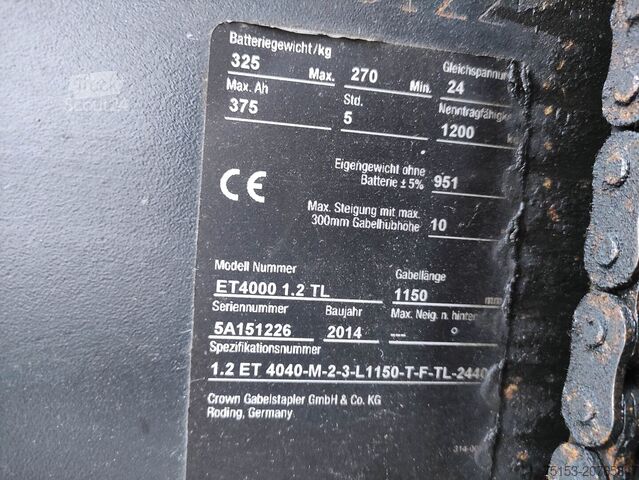 Batteriegewicht/kg
325 Max. 270 Min.
Gleichspannun
24
Max. Ah
375
Std.
5
Nenntragfähigk
1200
Eigengewicht ohne
Batterie ± 5% 951
CE
Max. Steigung mit max.
300mm Gabelhubhöhe 10
Modell Nummer
ET4000 1.2 TL
Gabellänge
1150 mm
Seriennummer
5A151226
Baujahr
2014
Max. Neig. n. hinten
--- °
Spezifikationsnummer
1.2 ET 4040-M-2-3-L1150-T-F-TL-2440
Crown Gabelstapler GmbH & Co. KG
Roding, Germany
Scout24